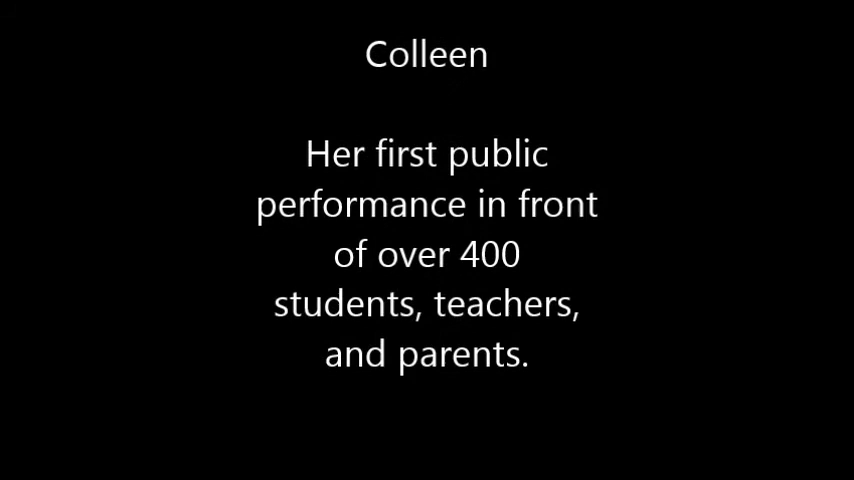 Colleen
Her first public
performance in front
of over 400
students, teachers,
and parents.